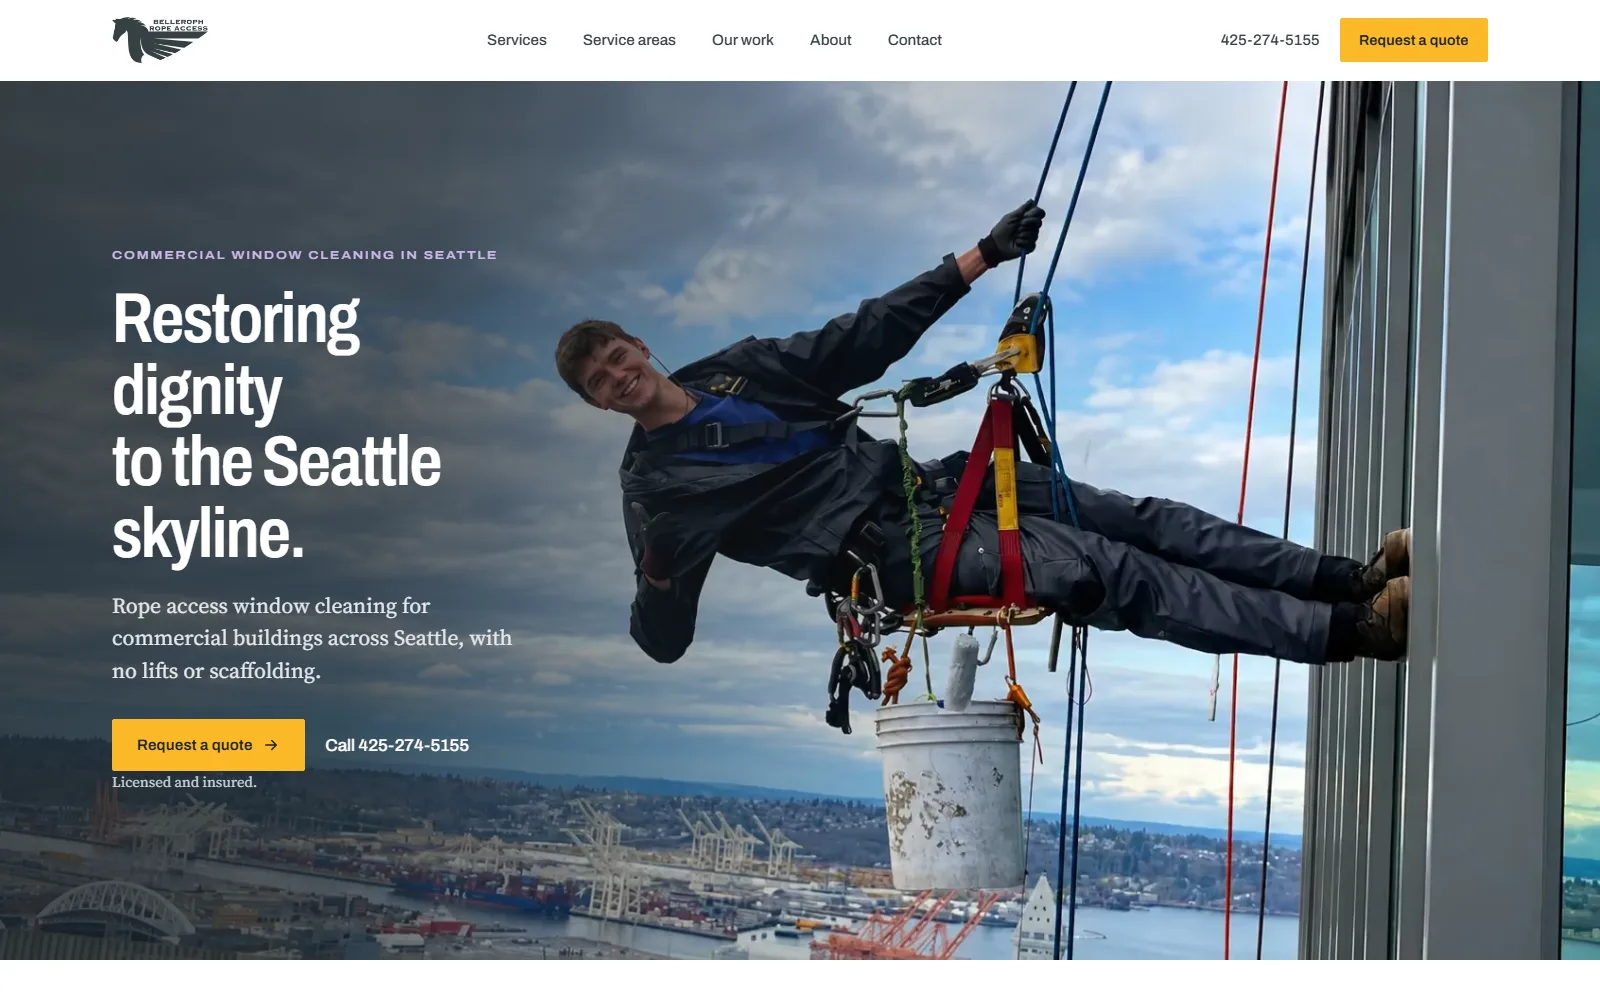 BELLEROPH
ROPE ACCESS
Services
Service areas
Our work
About
Contact
425-274-5155
Request a quote
COMMERCIAL WINDOW CLEANING IN SEATTLE
Restoring
dignity
to the Seattle
skyline.
Rope access window cleaning for
commercial buildings across Seattle, with
no lifts or scaffolding.
Request a quote →
Call 425-274-5155
Licensed and insured.